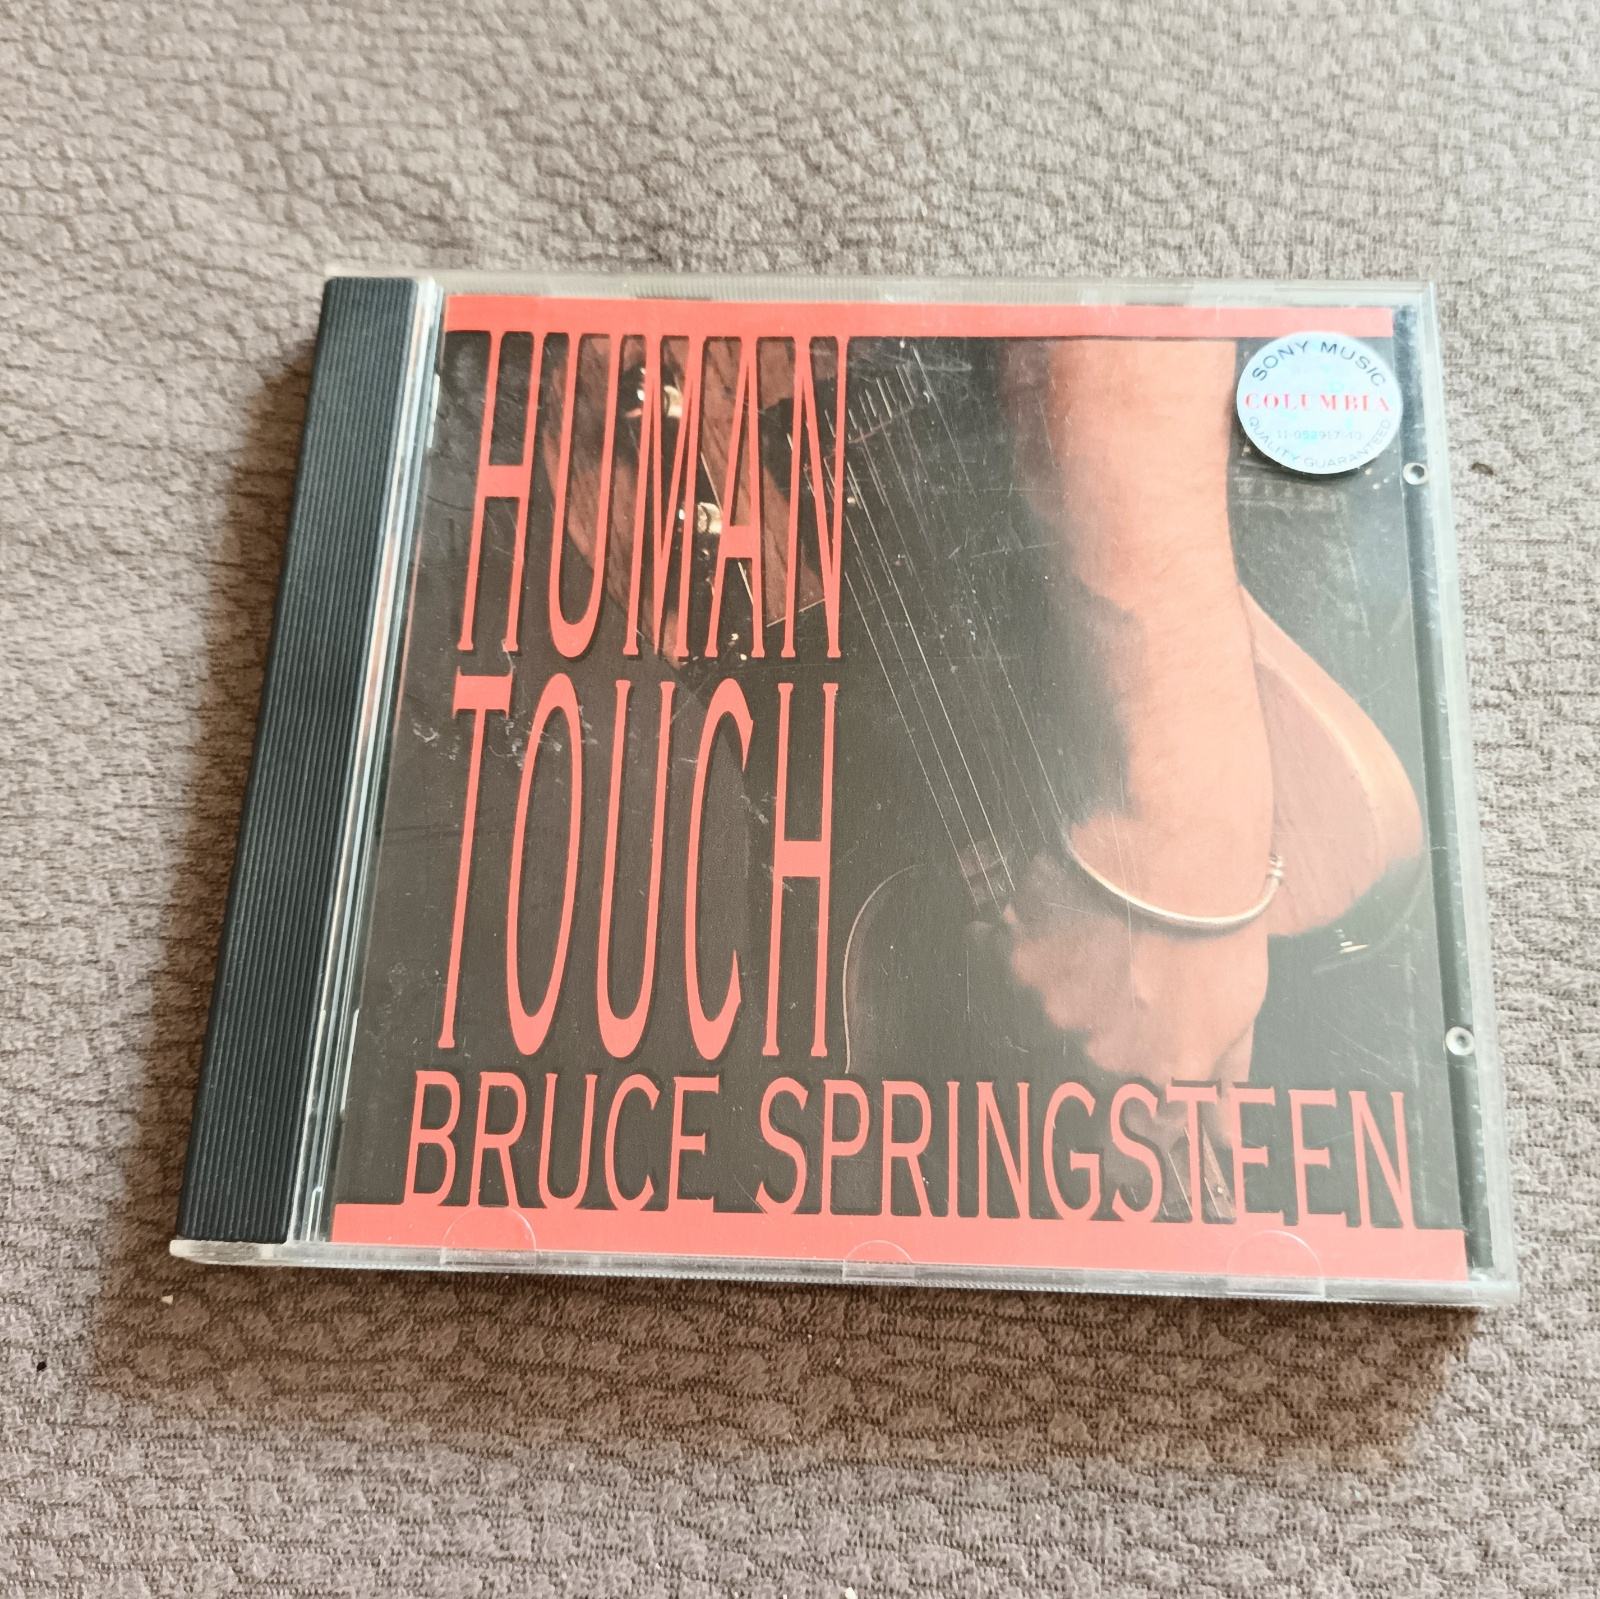 HUMAN
TOUCH
BRUCE SPRINGSTEEN
SONY MUSIC
COLUMBIA
QUALITY GUARANTEED